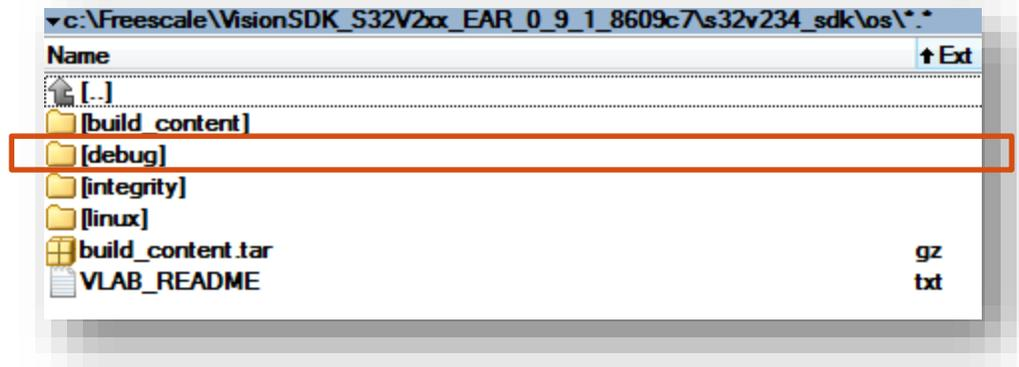 c:\Freescale\VisionSDK_S32V2xx_EAR_0_9_1_8609c7\s32v234_sdk\os\*.*
Name Ext
[..]
[build_content]
[debug]
[integrity]
[linux]
build_content.tar gz
VLAB_README txt